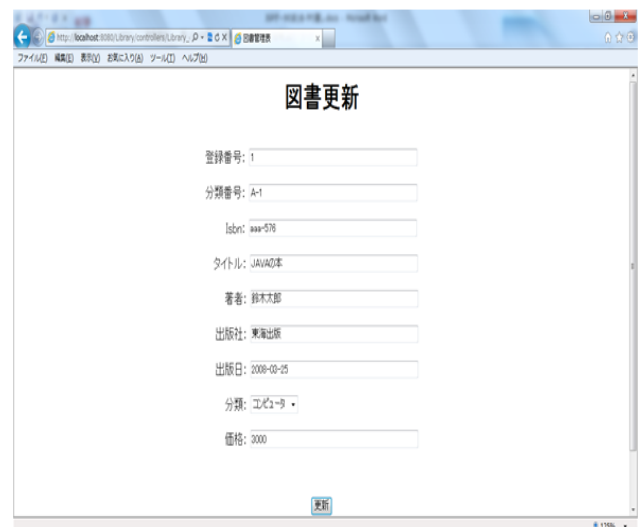 http://localhost:8080/Library/controllers/Library_
図書管理表
ファイル(F) 編集(E) 表示(V) お気に入り(A) ツール(T) ヘルプ(H)
図書更新
登録番号: 1
分類番号: A-1
Isbn: aaa-576
タイトル: JAVAの本
著者: 鈴木太郎
出版社: 東海出版
出版日: 2008-03-25
分類: コンピュータ
価格: 3000
更新
125%